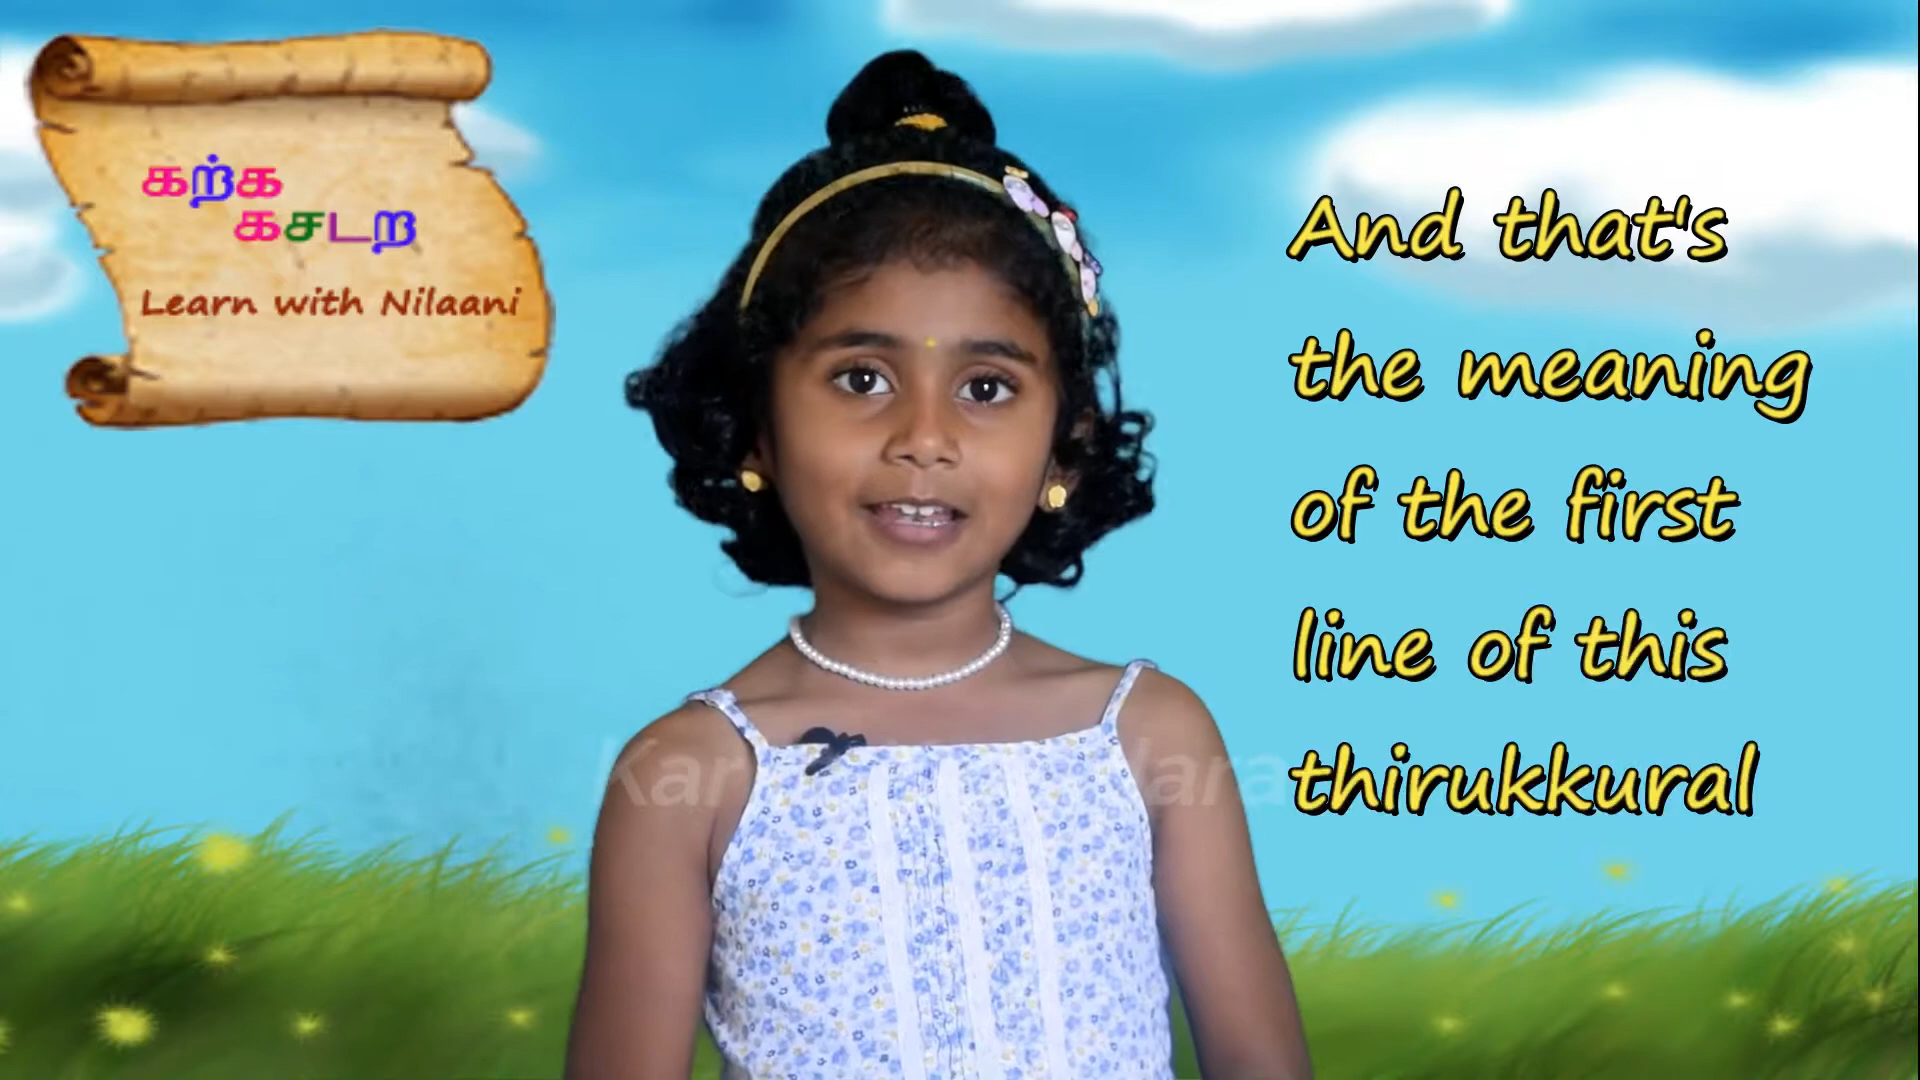 கற்க
கசடற
Learn with Nilaani
And that's
the meaning
of the first
line of this
thirukkural